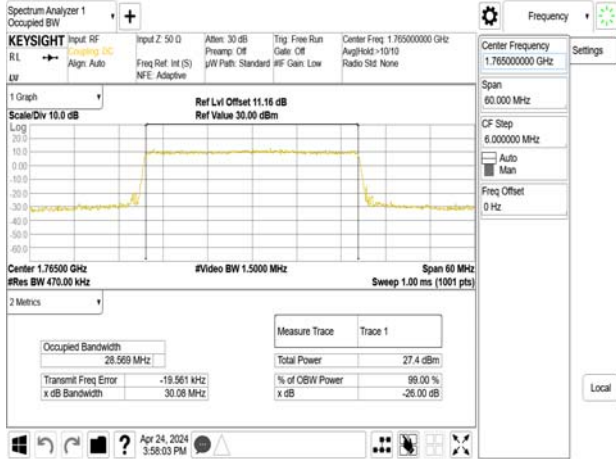 Spectrum Analyzer 1
Occupied BW
Frequency
KEYSIGHT
RL
Input: RF
Coupling: DC
Align: Auto
Input Z: 50 Ω
Freq Ref: Int (S)
NFE: Adaptive
Atten: 30 dB
Preamp: Off
µW Path: Standard
Trig: Free Run
Gate: Off
#IF Gain: Low
Center Freq: 1.765000000 GHz
Avg|Hold:>10/10
Radio Std: None
Center Frequency
1.765000000 GHz
Settings
Span
60.000 MHz
CF Step
6.000000 MHz
Auto
Man
Freq Offset
0 Hz
Local
1 Graph
Scale/Div 10.0 dB
Ref Lvl Offset 11.16 dB
Ref Value 30.00 dBm
Log
20.0
10.0
0.00
-10.0
-20.0
-30.0
-40.0
-50.0
-60.0
Center 1.76500 GHz
#Res BW 470.00 kHz
#Video BW 1.5000 MHz
Span 60 MHz
Sweep 1.00 ms (1001 pts)
2 Metrics
Measure Trace Trace 1
Occupied Bandwidth
28.569 MHz
Total Power 27.4 dBm
Transmit Freq Error -19.561 kHz
% of OBW Power 99.00 %
x dB Bandwidth 30.08 MHz
x dB -26.00 dB
?
Apr 24, 2024
3:58:03 PM